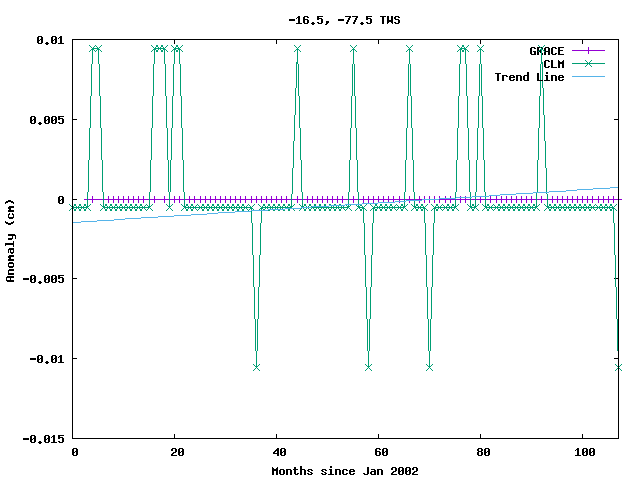 -16.5, -77.5 TWS
GRACE
CLM
Trend Line
0.01
0.005
0
-0.005
-0.01
-0.015
Anomaly (cm)
0 20 40 60 80 100
Months since Jan 2002